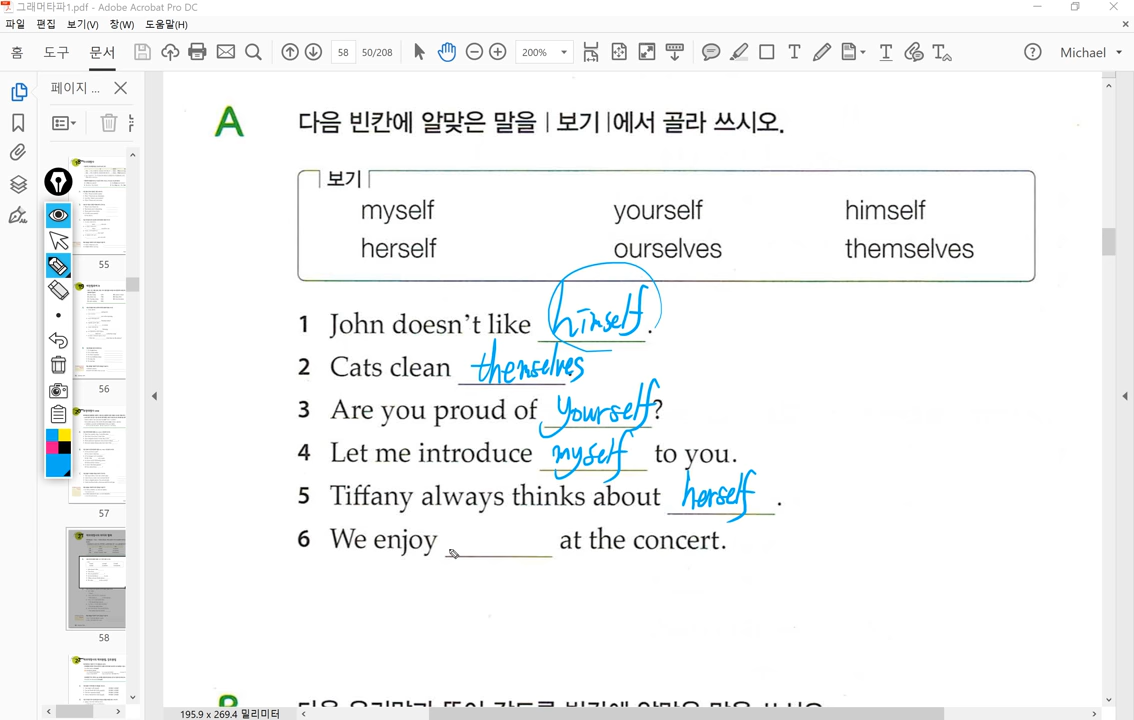 그래머타파1.pdf - Adobe Acrobat Pro DC
파일 편집 보기(V) 창(W) 도움말(H)
홈 도구 문서 58 50/208 200% Michael
페이지 ...
A 다음 빈칸에 알맞은 말을 | 보기 |에서 골라 쓰시오.
보기
myself yourself himself
herself ourselves themselves
1 John doesn't like himself.
2 Cats clean themselves.
3 Are you proud of yourself?
4 Let me introduce myself to you.
5 Tiffany always thinks about herself.
6 We enjoy ________ at the concert.
55
56
57
58
195.9 x 269.4 밀리미터